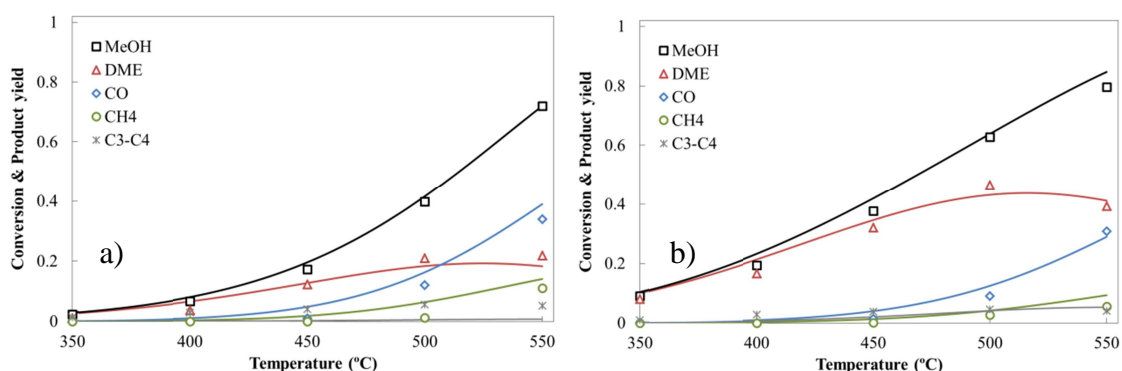 Conversion & Product yield
1
0.8
0.6
0.4
0.2
0
MeOH
DME
CO
CH4
C3-C4
a)
350
400
450
500
550
Temperature (ºC)
Conversion & Product yield
1
0.8
0.6
0.4
0.2
0
MeOH
DME
CO
CH4
C3-C4
b)
350
400
450
500
550
Temperature (ºC)